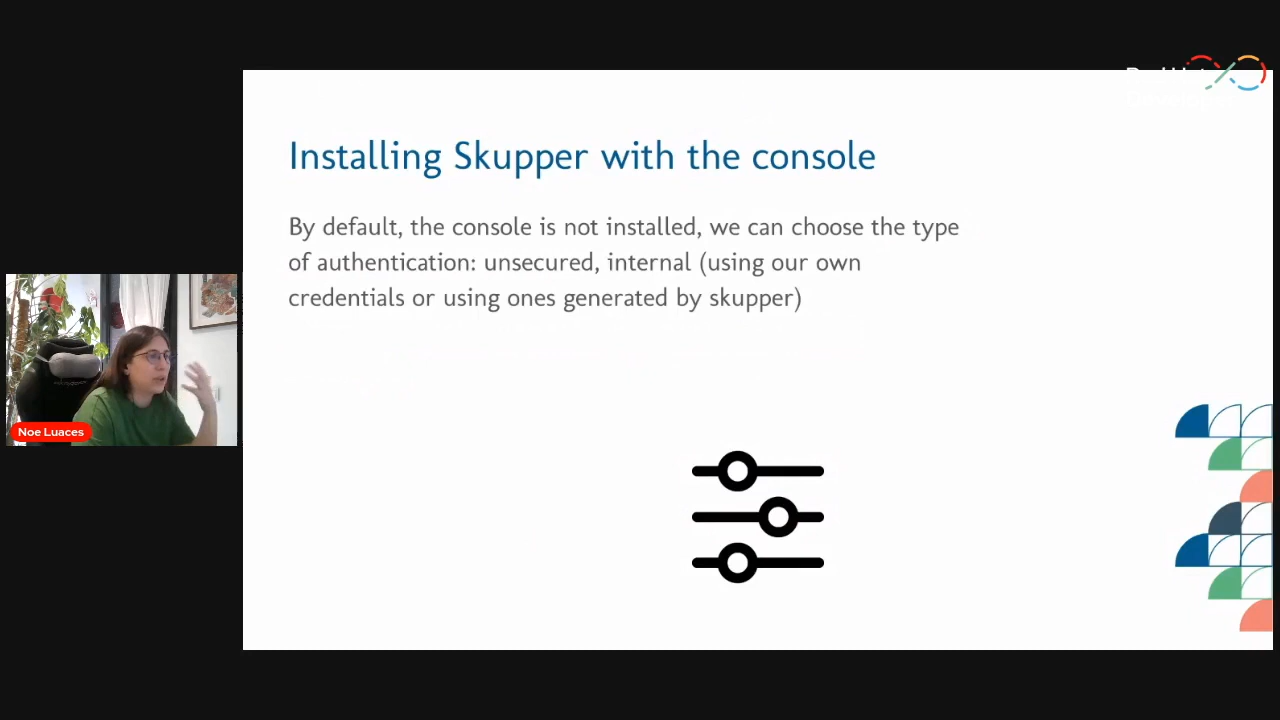 Installing Skupper with the console
By default, the console is not installed, we can choose the type
of authentication: unsecured, internal (using our own
credentials or using ones generated by skupper)
Noe Luaces